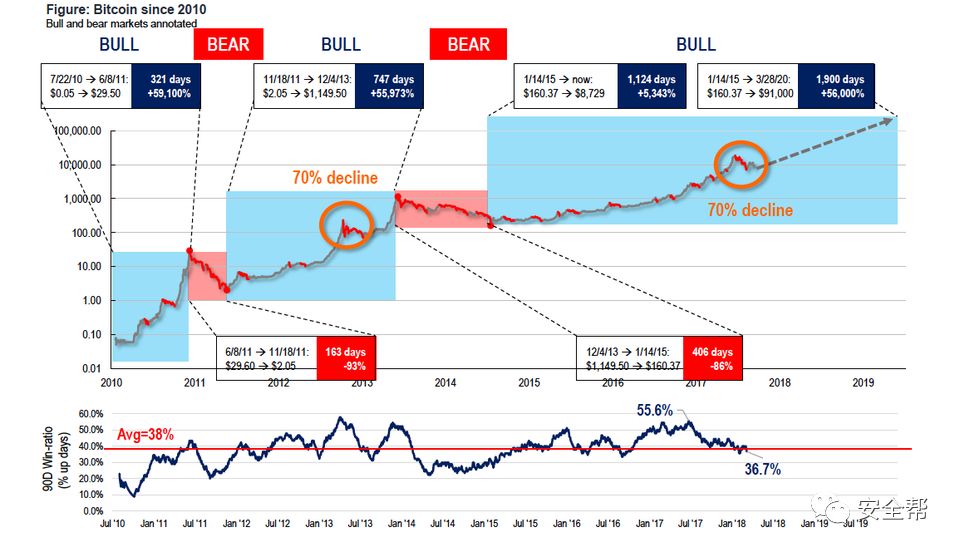 Figure: Bitcoin since 2010
Bull and bear markets annotated
BULL BEAR BULL BEAR BULL
7/22/10 → 6/8/11: 321 days
$0.05 → $29.50 +59,100%
11/18/11 → 12/4/13: 747 days
$2.05 → $1,149.50 +55,973%
1/14/15 → now: 1,124 days
$160.37 → $8,729 +5,343%
1/14/15 → 3/28/20: 1,900 days
$160.37 → $91,000 +56,000%
100,000.00
10,000.00
1,000.00
100.00
10.00
1.00
0.10
0.01
70% decline
70% decline
6/8/11 → 11/18/11: 163 days
$29.60 → $2.05 -93%
12/4/13 → 1/14/15: 406 days
$1,149.50 → $160.37 -86%
2010 2011 2012 2013 2014 2015 2016 2017 2018 2019
90D Win-ratio
(% up days)
60.0%
50.0%
40.0%
30.0%
20.0%
10.0%
0.0%
Avg=38%
55.6%
36.7%
Jul '10 Jan '11 Jul '11 Jan '12 Jul '12 Jan '13 Jul '13 Jan '14 Jul '14 Jan '15 Jul '15 Jan '16 Jul '16 Jan '17 Jul '17 Jan '18 Jul '18 Jan '19 Jul '19
安全帮